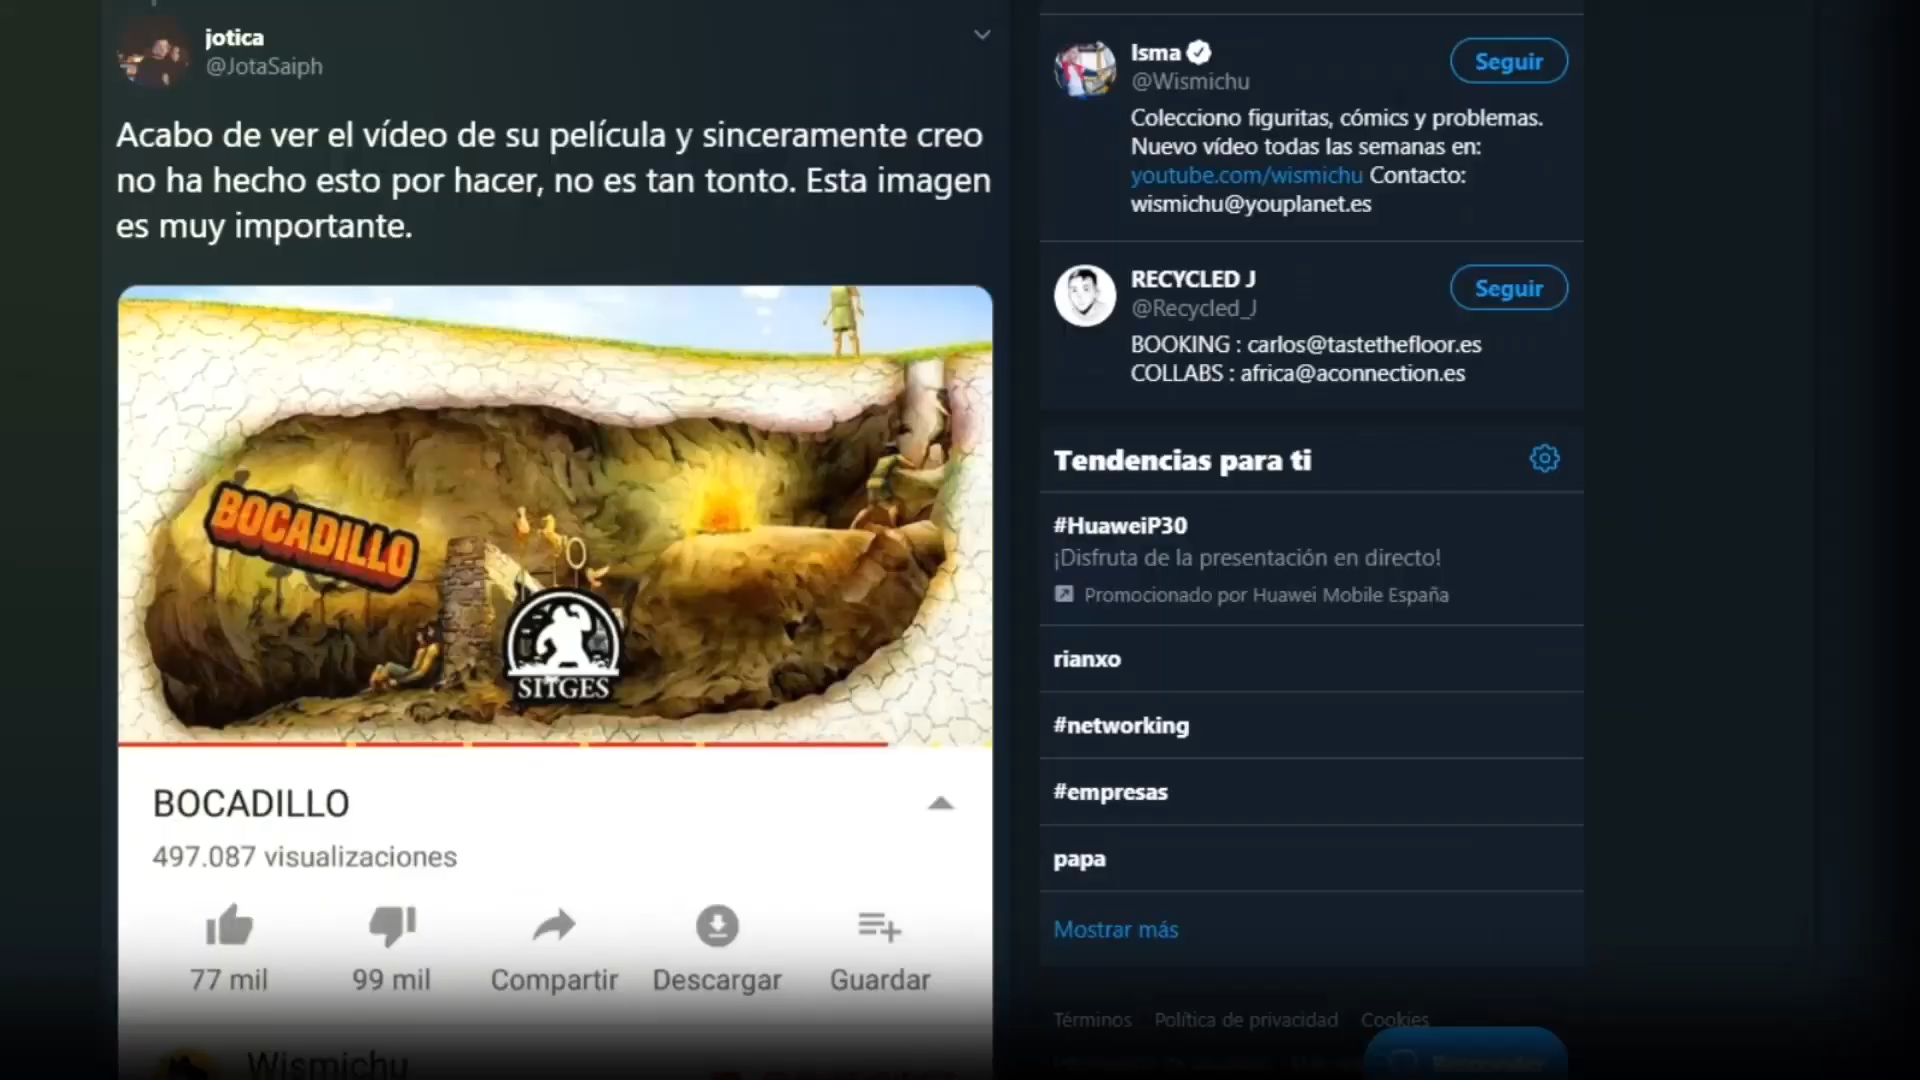 jotica
@JotaSaiph
Acabo de ver el vídeo de su película y sinceramente creo
no ha hecho esto por hacer, no es tan tonto. Esta imagen
es muy importante.
BOCADILLO
SITGES
BOCADILLO
497.087 visualizaciones
77 mil
99 mil
Compartir
Descargar
Guardar
Wismichu
Isma
@Wismichu
Seguir
Colecciono figuritas, cómics y problemas.
Nuevo vídeo todas las semanas en:
youtube.com/wismichu Contacto:
wismichu@youplanet.es
RECYCLED J
@Recycled_J
Seguir
BOOKING : carlos@tastethefloor.es
COLLABS : africa@aconnection.es
Tendencias para ti
#HuaweiP30
¡Disfruta de la presentación en directo!
Promocionado por Huawei Mobile España
rianxo
#networking
#empresas
papa
Mostrar más
Términos Política de privacidad Cookies